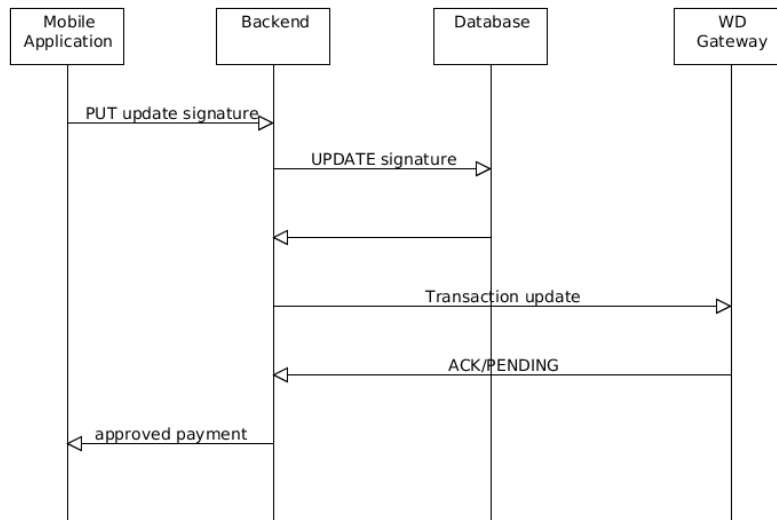 Mobile
Application
Backend
Database
WD
Gateway
PUT update signature
UPDATE signature
Transaction update
ACK/PENDING
approved payment